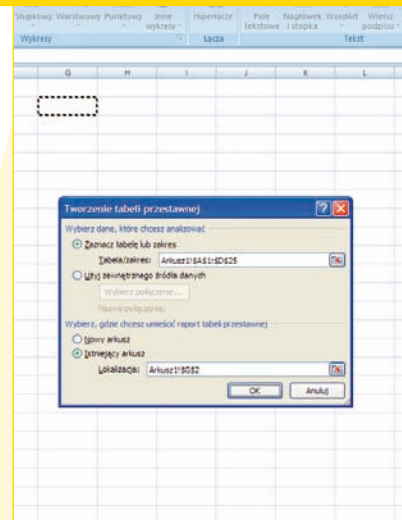 Słupkowy Warstwowy Punktowy Inne wykresy Hiperłącze Pole tekstowe Nagłówek i stopka WordArt Wiersz podpisu
Wykresy Łącza Tekst
G H I J K L
Tworzenie tabeli przestawnej
Wybierz dane, które chcesz analizować
Zaznacz tabelę lub zakres
Tabela/zakres: Arkusz1!$A$1:$D$25
Użyj zewnętrznego źródła danych
Wybierz połączenie...
Nazwa połączenia:
Wybierz, gdzie chcesz umieścić raport tabeli przestawnej
Nowy arkusz
Istniejący arkusz
Lokalizacja: Arkusz1!$G$2
OK Anuluj